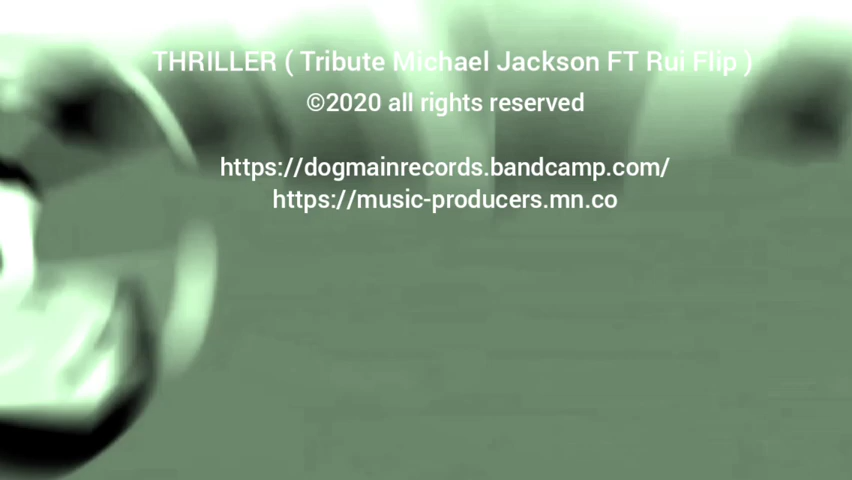 THRILLER ( Tribute Michael Jackson FT Rui Flip )
©2020 all rights reserved
https://dogmainrecords.bandcamp.com/
https://music-producers.mn.co